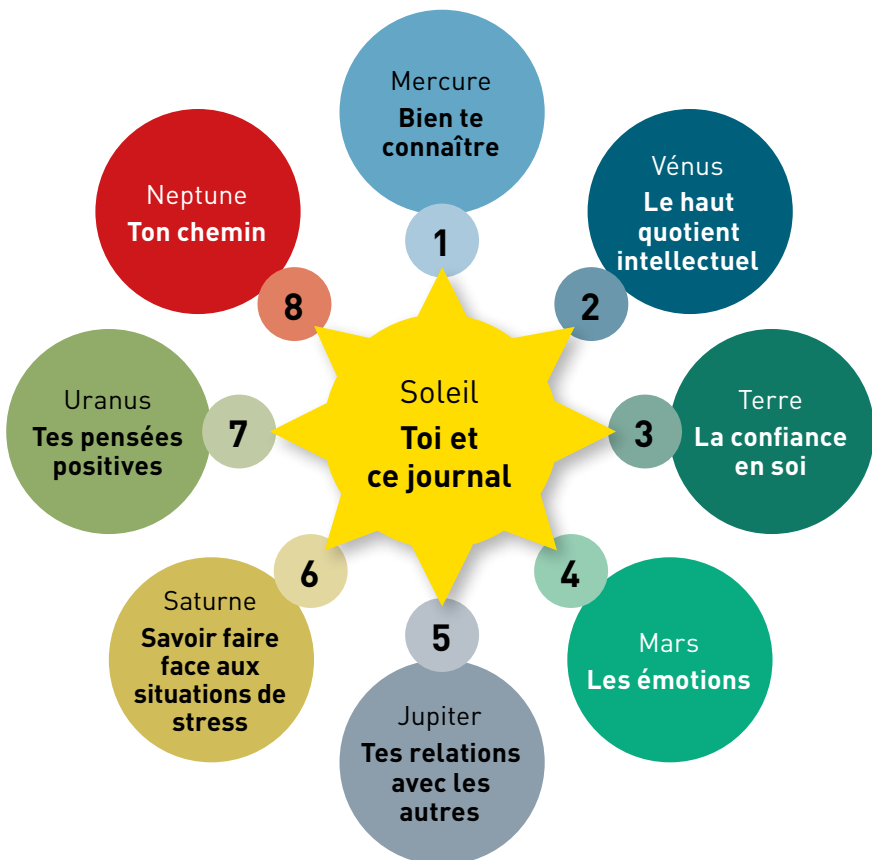 Soleil
Toi et
ce journal
1
Mercure
Bien te
connaître
2
Vénus
Le haut
quotient
intellectuel
3
Terre
La confiance
en soi
4
Mars
Les émotions
5
Jupiter
Tes relations
avec les
autres
6
Saturne
Savoir faire
face aux
situations de
stress
7
Uranus
Tes pensées
positives
8
Neptune
Ton chemin